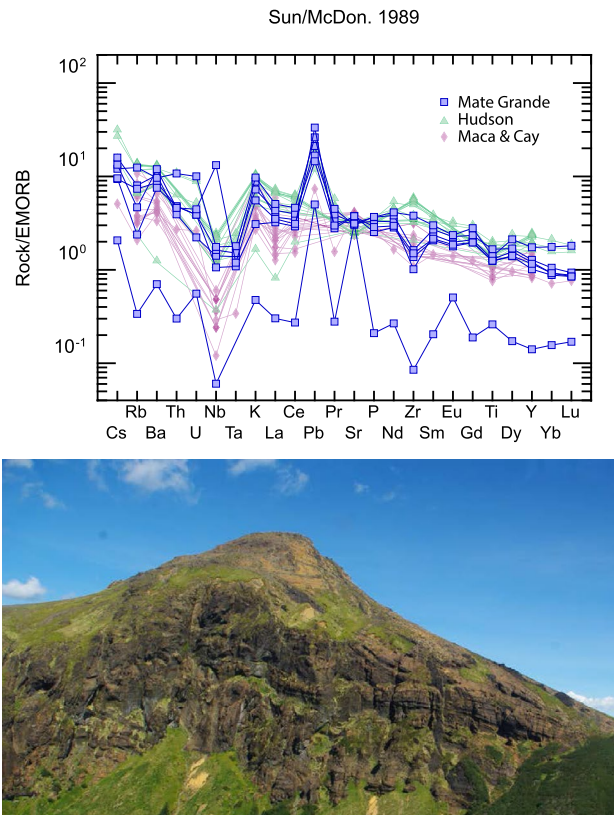 Sun/McDon. 1989
10²
10¹
10⁰
10⁻¹
Rock/EMORB
Mate Grande
Hudson
Maca & Cay
Rb Th Nb K Ce Pr P Zr Eu Ti Y Lu
Cs Ba U Ta La Pb Sr Nd Sm Gd Dy Yb